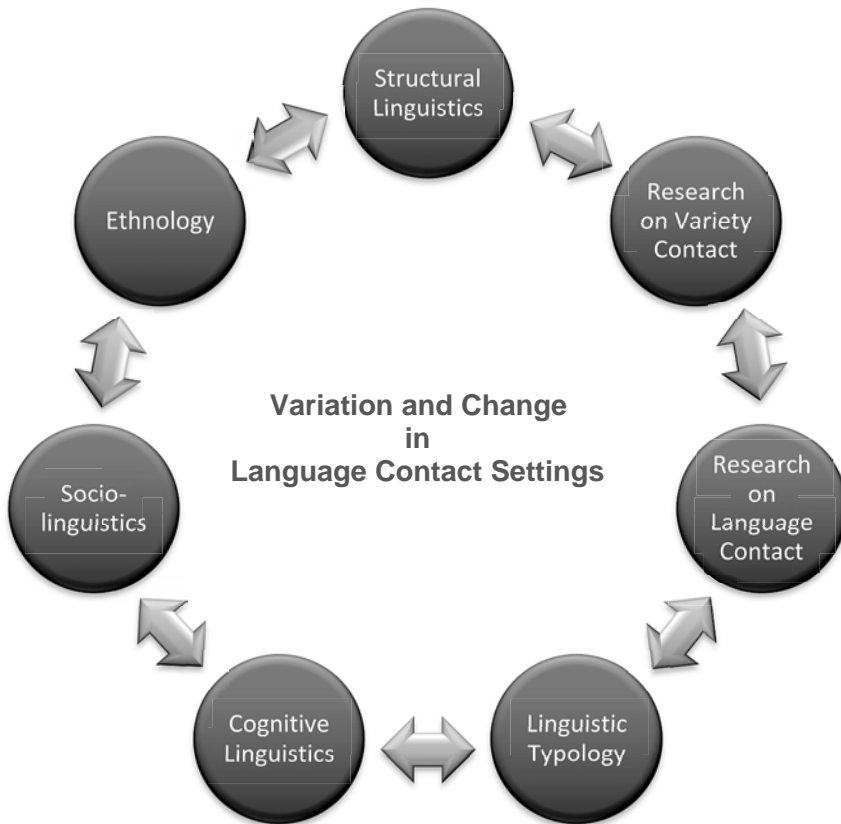 Structural
Linguistics
Research
on Variety
Contact
Ethnology
Variation and Change
in
Language Contact Settings
Research
on
Language
Contact
Socio-
linguistics
Cognitive
Linguistics
Linguistic
Typology